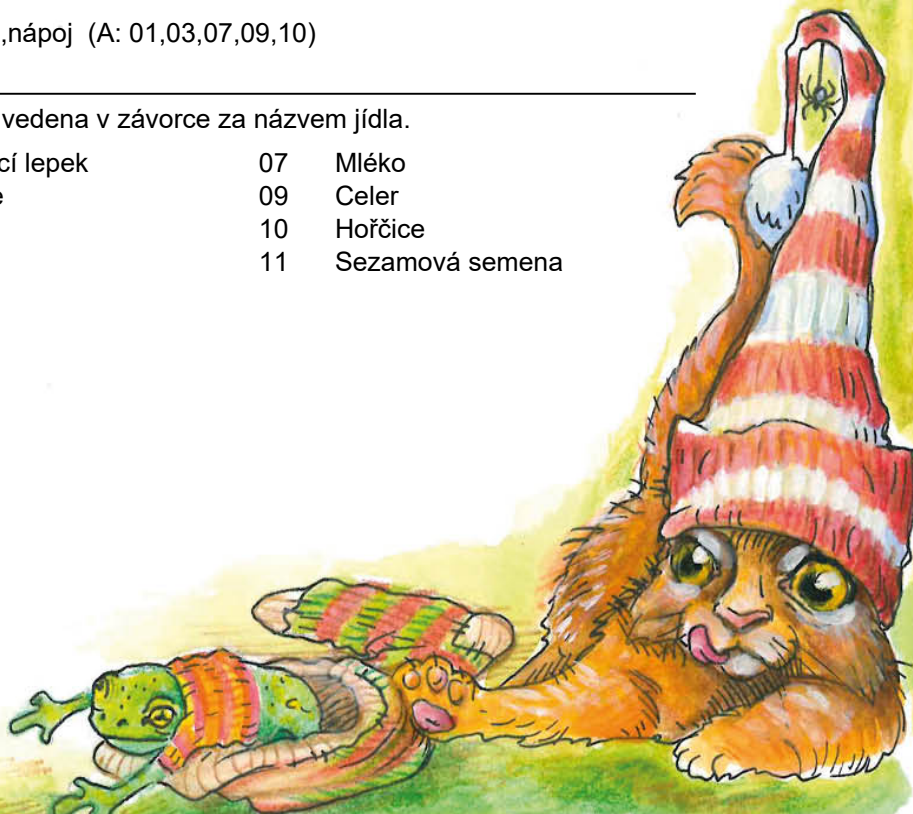 ,nápoj (A: 01,03,07,09,10)
vedena v závorce za názvem jídla.
cí lepek 07 Mléko
e 09 Celer
10 Hořčice
11 Sezamová semena